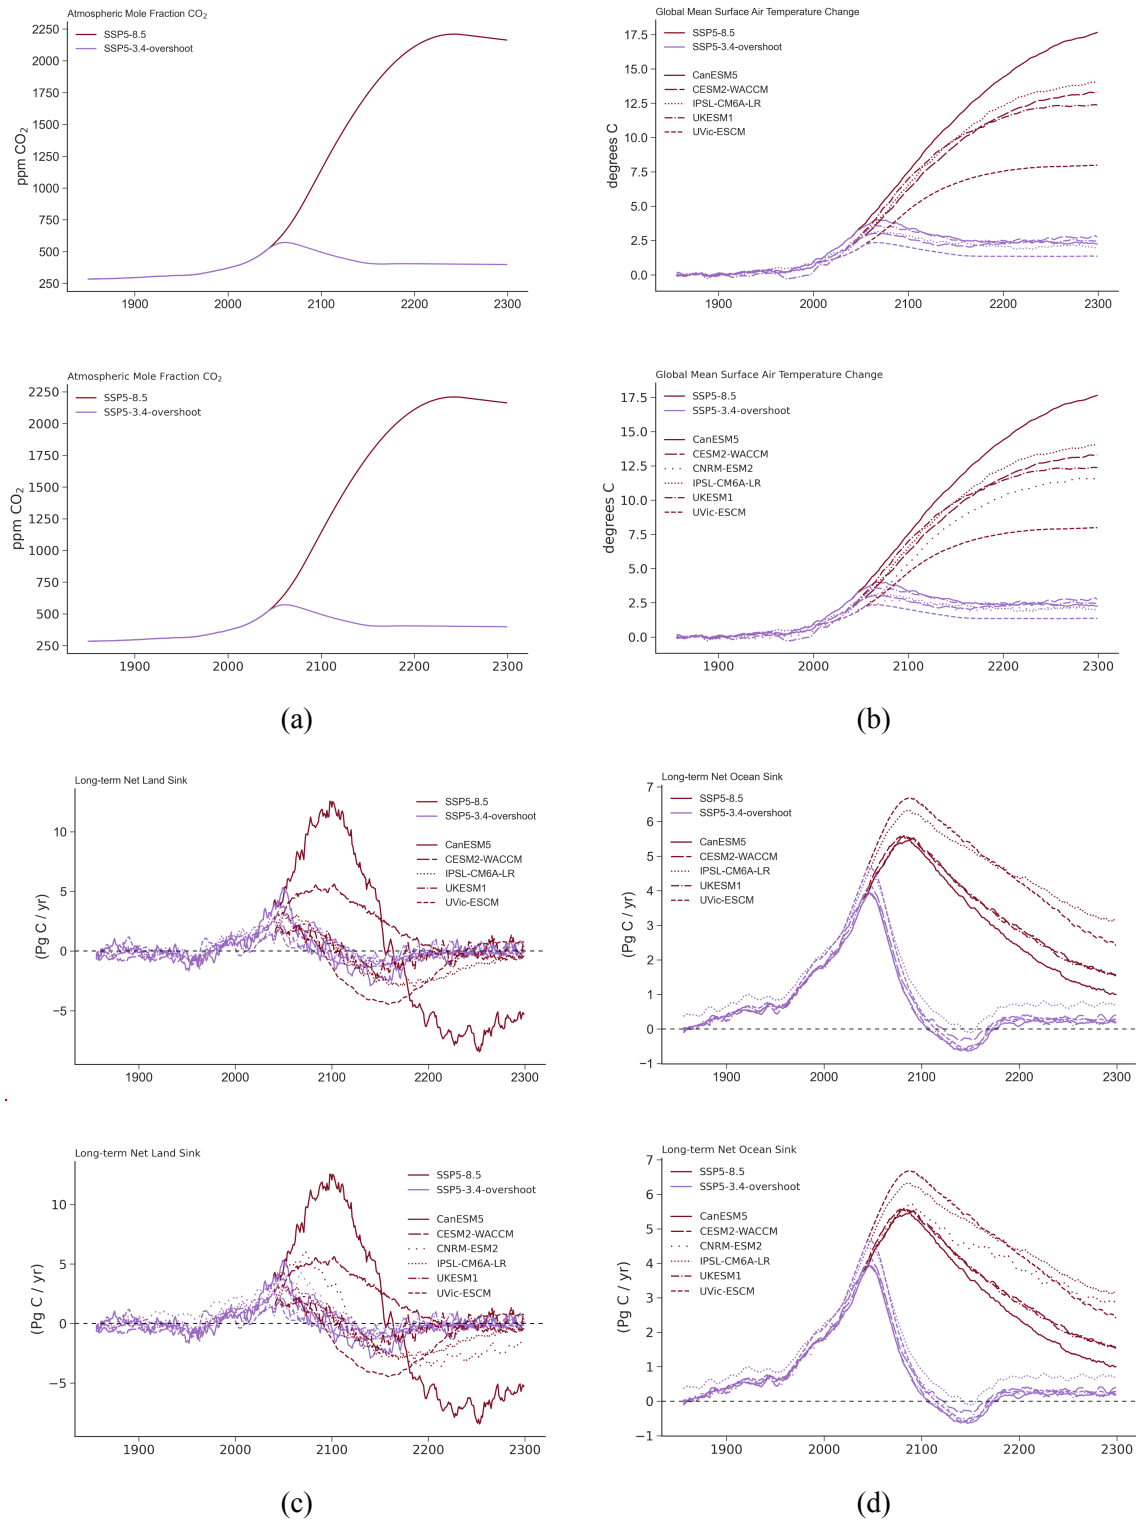 Atmospheric Mole Fraction CO₂
SSP5-8.5
SSP5-3.4-overshoot
ppm CO₂
2250
2000
1750
1500
1250
1000
750
500
250
1900 2000 2100 2200 2300
Global Mean Surface Air Temperature Change
SSP5-8.5
SSP5-3.4-overshoot
CanESM5
CESM2-WACCM
IPSL-CM6A-LR
UKESM1
UVic-ESCM
degrees C
17.5
15.0
12.5
10.0
7.5
5.0
2.5
0.0
1900 2000 2100 2200 2300
Atmospheric Mole Fraction CO₂
SSP5-8.5
SSP5-3.4-overshoot
ppm CO₂
2250
2000
1750
1500
1250
1000
750
500
250
1900 2000 2100 2200 2300
(a)
Global Mean Surface Air Temperature Change
SSP5-8.5
SSP5-3.4-overshoot
CanESM5
CESM2-WACCM
CNRM-ESM2
IPSL-CM6A-LR
UKESM1
UVic-ESCM
degrees C
17.5
15.0
12.5
10.0
7.5
5.0
2.5
0.0
1900 2000 2100 2200 2300
(b)
Long-term Net Land Sink
SSP5-8.5
SSP5-3.4-overshoot
CanESM5
CESM2-WACCM
IPSL-CM6A-LR
UKESM1
UVic-ESCM
(Pg C / yr)
10
5
0
−5
1900 2000 2100 2200 2300
Long-term Net Ocean Sink
SSP5-8.5
SSP5-3.4-overshoot
CanESM5
CESM2-WACCM
IPSL-CM6A-LR
UKESM1
UVic-ESCM
(Pg C / yr)
7
6
5
4
3
2
1
0
−1
1900 2000 2100 2200 2300
Long-term Net Land Sink
SSP5-8.5
SSP5-3.4-overshoot
CanESM5
CESM2-WACCM
CNRM-ESM2
IPSL-CM6A-LR
UKESM1
UVic-ESCM
(Pg C / yr)
10
5
0
−5
1900 2000 2100 2200 2300
(c)
Long-term Net Ocean Sink
SSP5-8.5
SSP5-3.4-overshoot
CanESM5
CESM2-WACCM
CNRM-ESM2
IPSL-CM6A-LR
UKESM1
UVic-ESCM
(Pg C / yr)
7
6
5
4
3
2
1
0
−1
1900 2000 2100 2200 2300
(d)